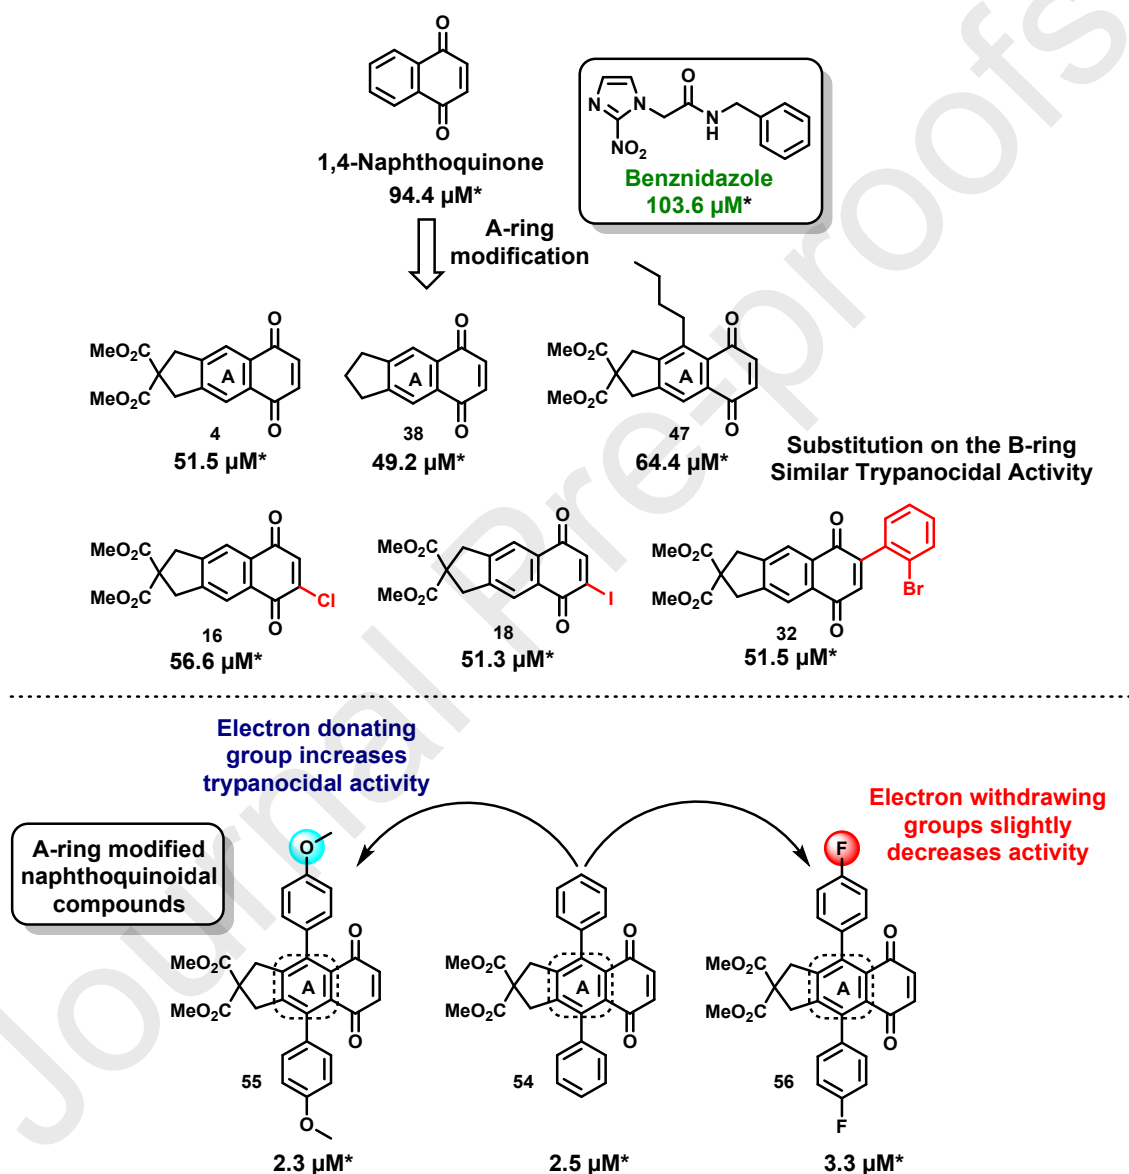 O
O
1,4-Naphthoquinone
94.4 µM*
N
N
NO2
O
N
H
Benznidazole
103.6 µM*
A-ring
modification
MeO2C
MeO2C
A
O
O
4
51.5 µM*
A
O
O
38
49.2 µM*
MeO2C
MeO2C
A
O
O
47
64.4 µM*
Substitution on the B-ring
Similar Trypanocidal Activity
MeO2C
MeO2C
O
O
Cl
16
56.6 µM*
MeO2C
MeO2C
O
O
I
18
51.3 µM*
MeO2C
MeO2C
O
O
Br
32
51.5 µM*
Electron donating
group increases
trypanocidal activity
Electron withdrawing
groups slightly
decreases activity
A-ring modified
naphthoquinoidal
compounds
O
MeO2C
MeO2C
A
O
O
O
55
2.3 µM*
MeO2C
MeO2C
A
O
O
54
2.5 µM*
F
MeO2C
MeO2C
A
O
O
F
56
3.3 µM*
Journal Pre-proofs